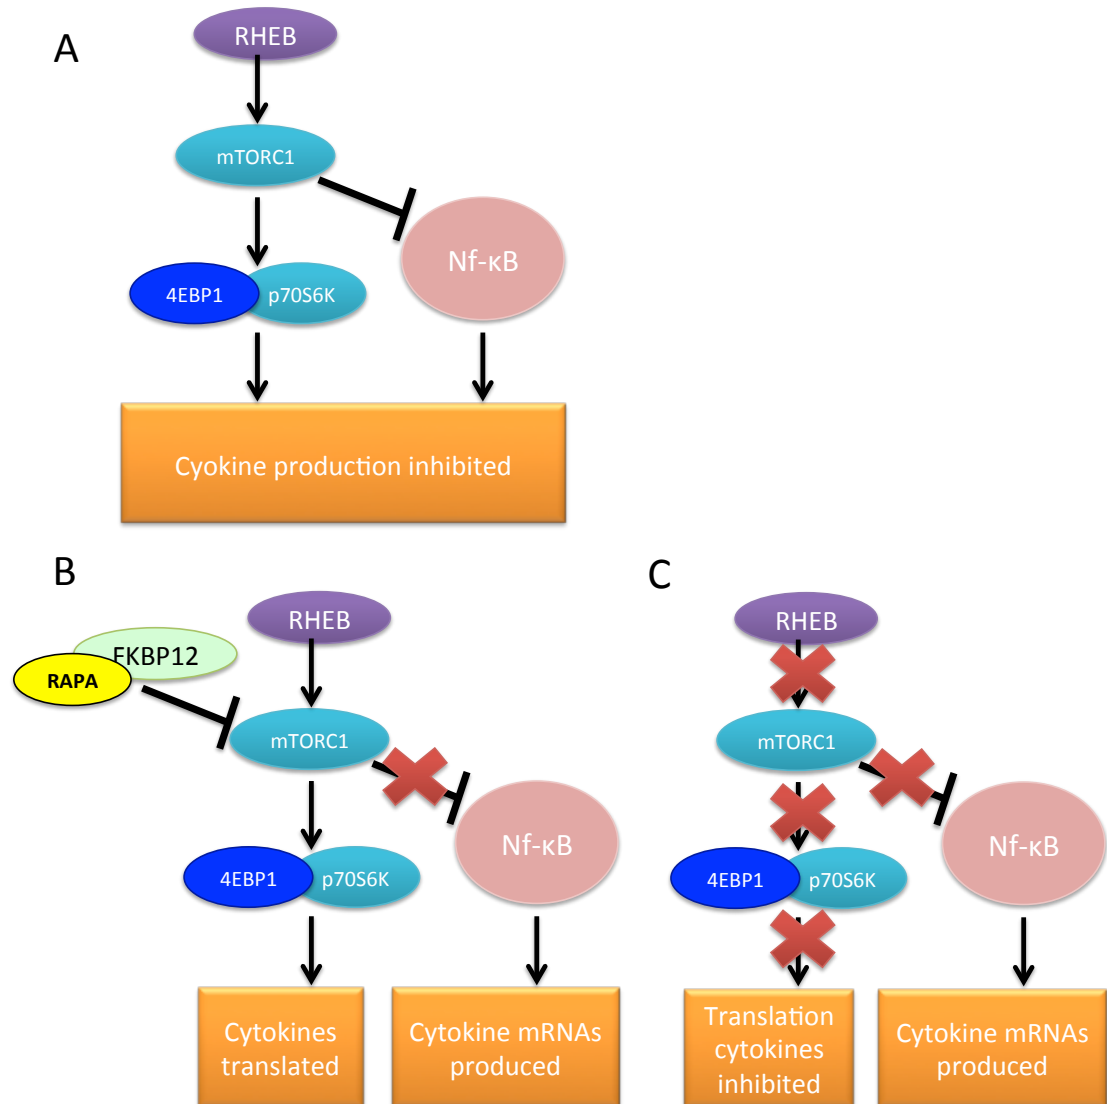 A
RHEB
mTORC1
Nf-κB
4EBP1
p70S6K
Cyokine production inhibited
B
RHEB
FKBP12
RAPA
mTORC1
Nf-κB
4EBP1
p70S6K
Cytokines
translated
Cytokine mRNAs
produced
C
RHEB
mTORC1
Nf-κB
4EBP1
p70S6K
Translation
cytokines
inhibited
Cytokine mRNAs
produced